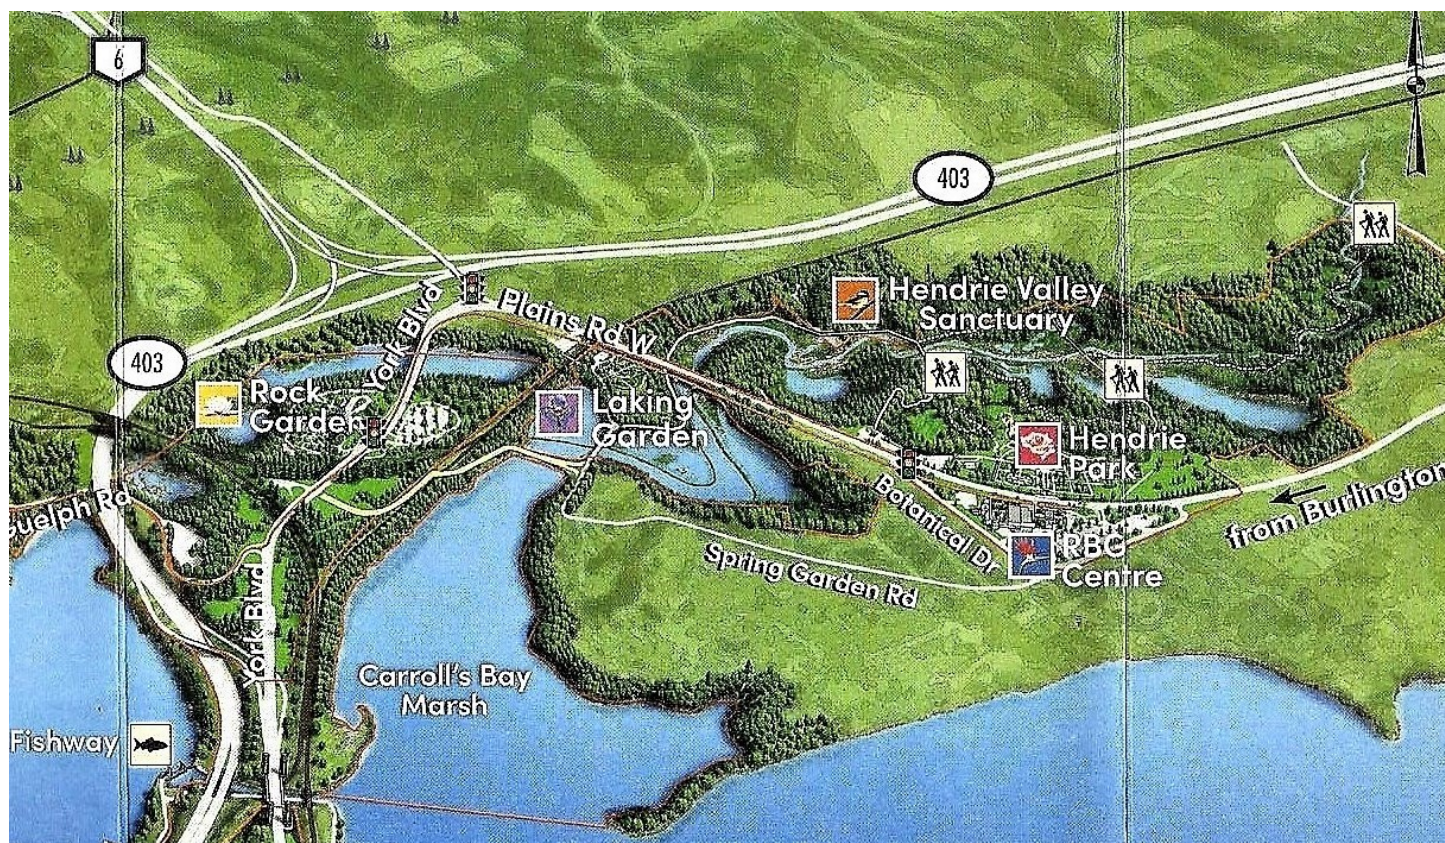 6
403
York Blvd
Plains Rd W
Hendrie Valley
Sanctuary
403
Rock
Garden
Laking
Garden
Hendrie
Park
Guelph Rd
Botanical Dr
from Burlington
RBG
Centre
Spring Garden Rd
York Blvd
Carroll's Bay
Marsh
Fishway